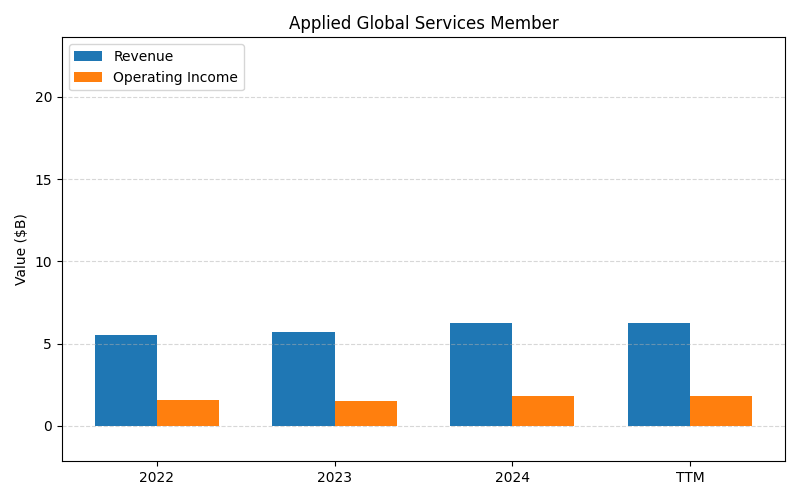 Applied Global Services Member
Revenue
Operating Income
Value ($B)
20
15
10
5
0
2022 2023 2024 TTM